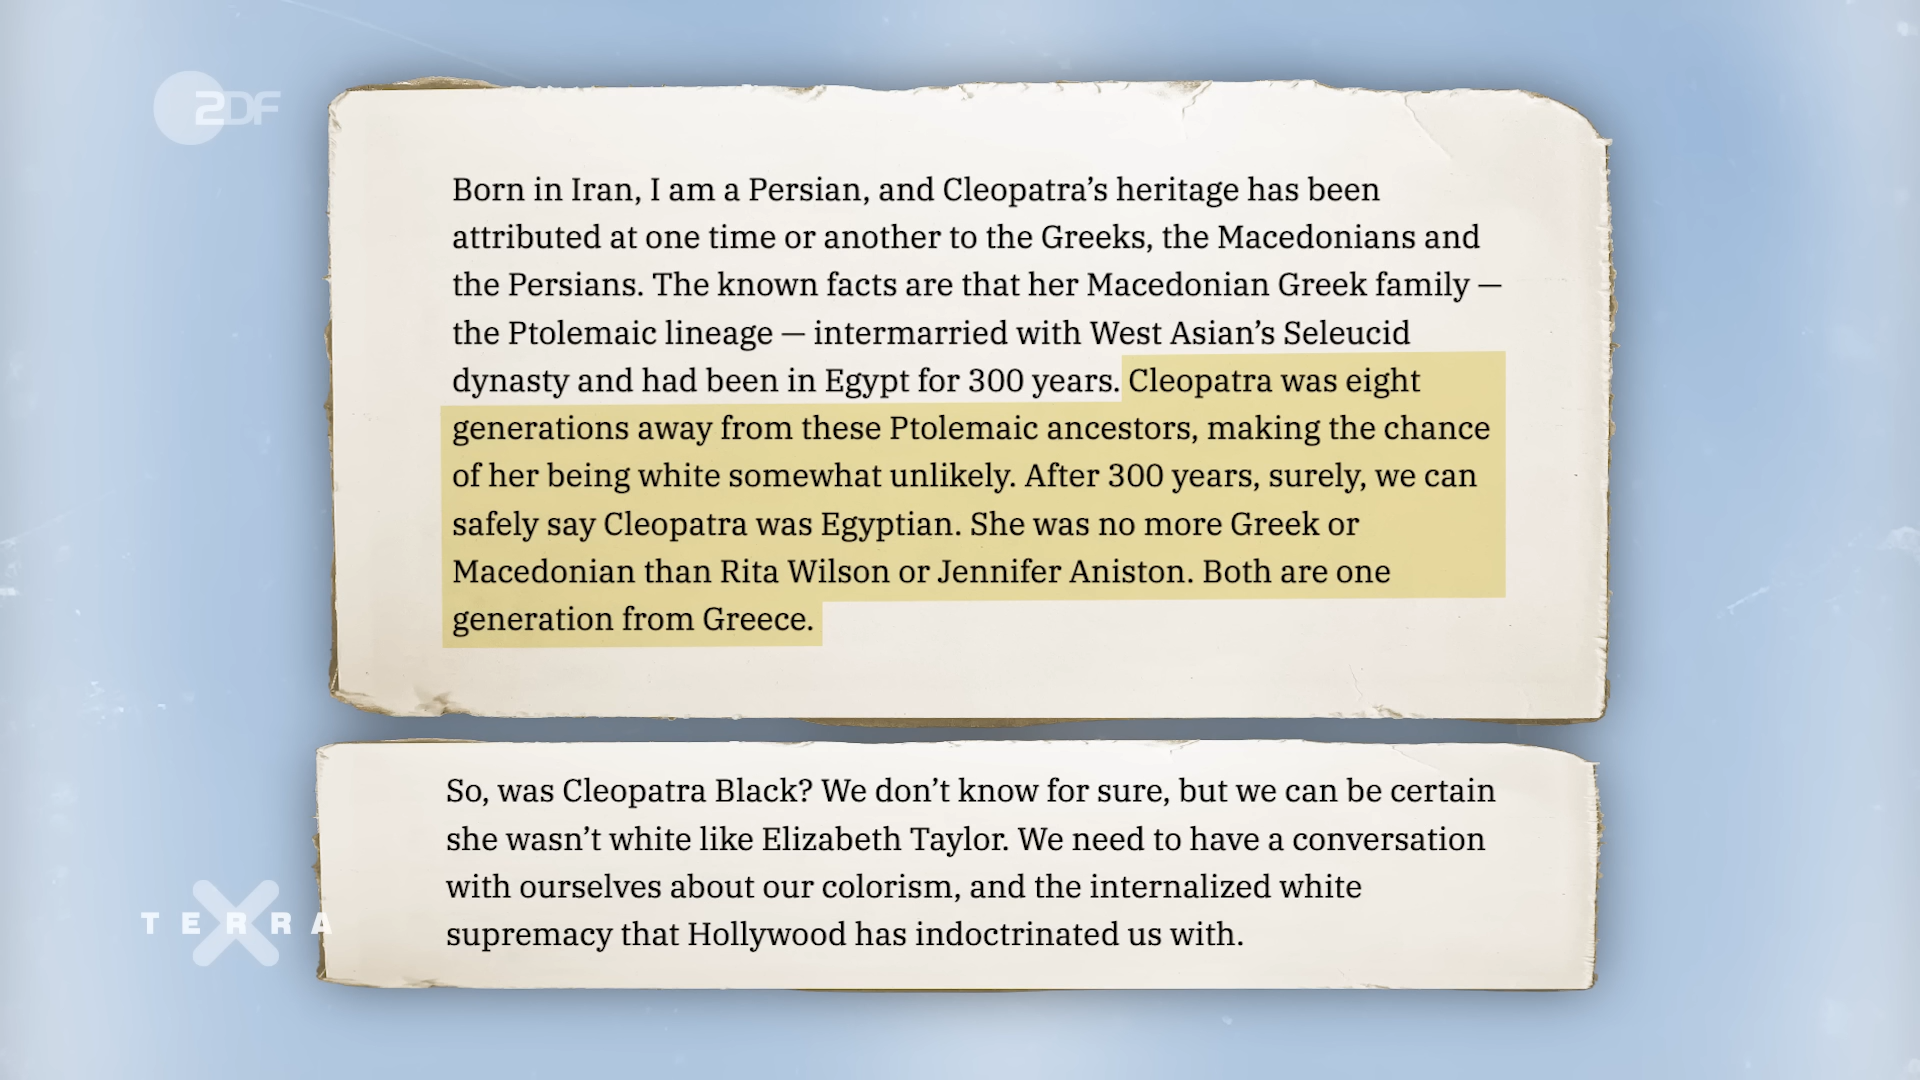 ZDF
Born in Iran, I am a Persian, and Cleopatra’s heritage has been
attributed at one time or another to the Greeks, the Macedonians and
the Persians. The known facts are that her Macedonian Greek family —
the Ptolemaic lineage — intermarried with West Asian’s Seleucid
dynasty and had been in Egypt for 300 years. Cleopatra was eight
generations away from these Ptolemaic ancestors, making the chance
of her being white somewhat unlikely. After 300 years, surely, we can
safely say Cleopatra was Egyptian. She was no more Greek or
Macedonian than Rita Wilson or Jennifer Aniston. Both are one
generation from Greece.
So, was Cleopatra Black? We don’t know for sure, but we can be certain
she wasn’t white like Elizabeth Taylor. We need to have a conversation
with ourselves about our colorism, and the internalized white
supremacy that Hollywood has indoctrinated us with.
TERRA X